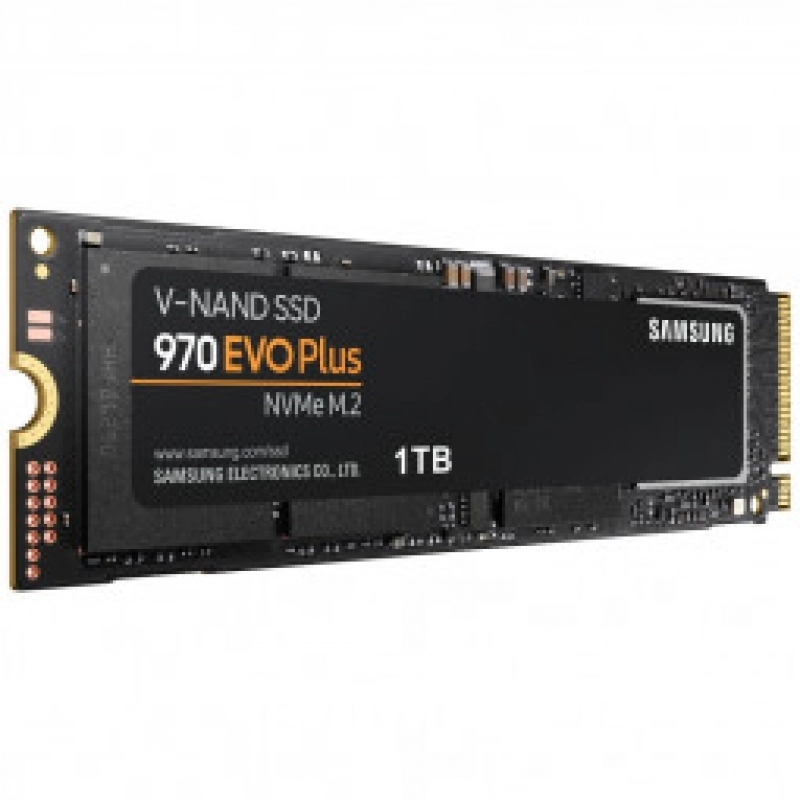 V-NAND SSD
970 EVO Plus
NVMe M.2
www.samsung.com/ssd
SAMSUNG ELECTRONICS CO., LTD.
1TB
SAMSUNG